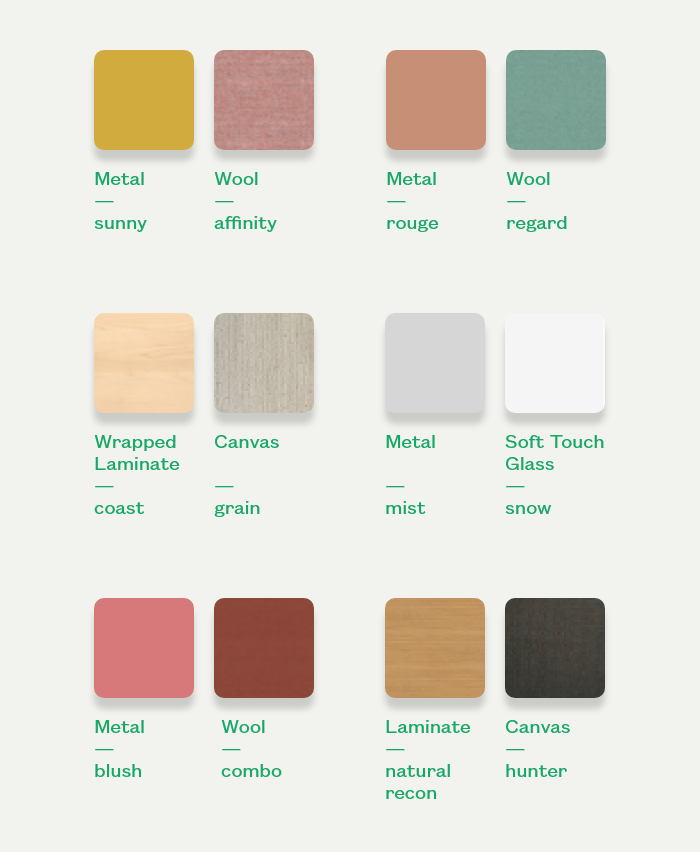 Metal
—
sunny
Wool
—
affinity
Metal
—
rouge
Wool
—
regard
Wrapped
Laminate
—
coast
Canvas
—
grain
Metal
—
mist
Soft Touch
Glass
—
snow
Metal
—
blush
Wool
—
combo
Laminate
—
natural
recon
Canvas
—
hunter